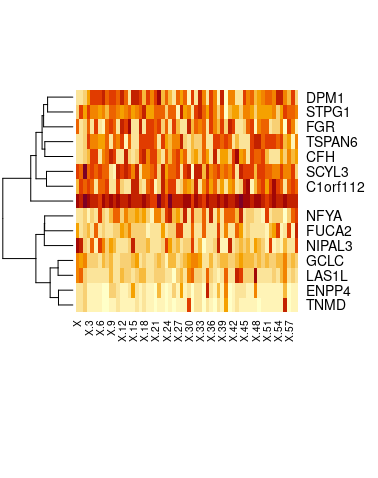 DPM1
STPG1
FGR
TSPAN6
CFH
SCYL3
C1orf112
NFYA
FUCA2
NIPAL3
GCLC
LAS1L
ENPP4
TNMD
X
X.3
X.6
X.9
X.12
X.15
X.18
X.21
X.24
X.27
X.30
X.33
X.36
X.39
X.42
X.45
X.48
X.51
X.54
X.57